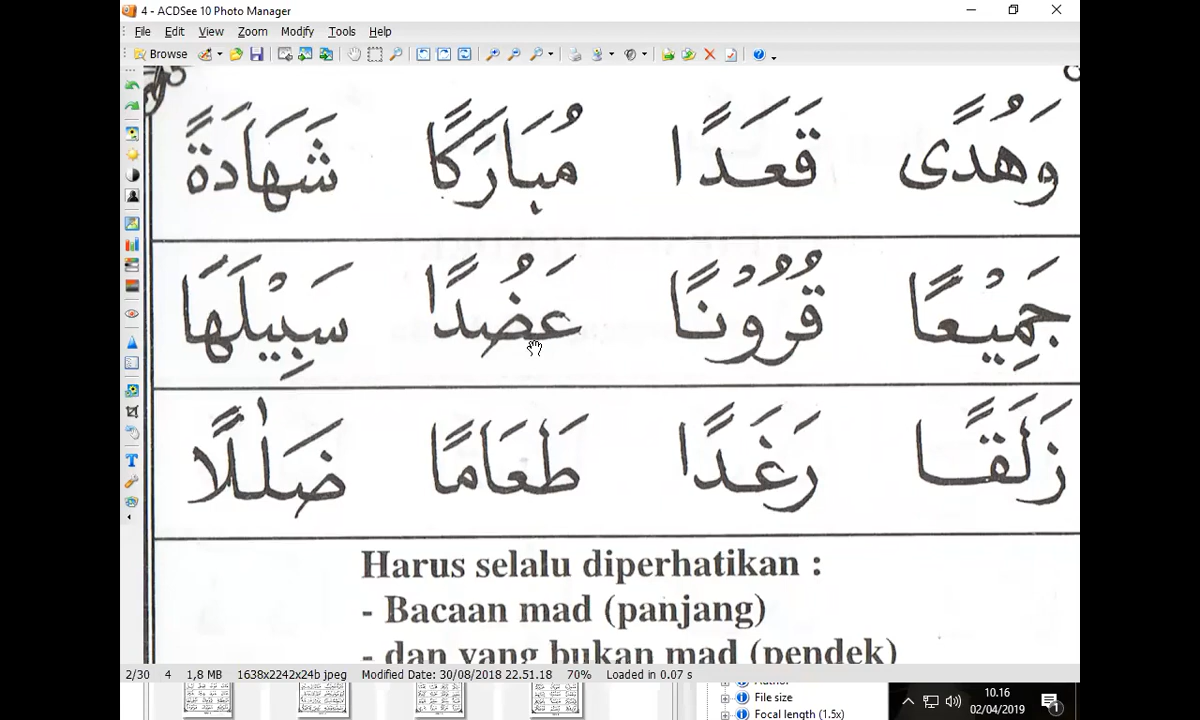 4 - ACDSee 10 Photo Manager
File Edit View Zoom Modify Tools Help
Browse
وَهُدًى قَعَدًا مُبَارَكًا شَهَادَةً
جَمِيْعًا قُرُوْنًا عَضُدًا سَبِيْلَهَا
زَلَقًا رَغَدًا طَعَامًا ضَلٰلًا
Harus selalu diperhatikan :
- Bacaan mad (panjang)
- dan yang bukan mad (pendek)
2/30 4 1,8 MB 1638x2242x24b jpeg Modified Date: 30/08/2018 22.51.18 70% Loaded in 0.07 s
Author
File size
Focal length (1.5x)
10.16
02/04/2019
1